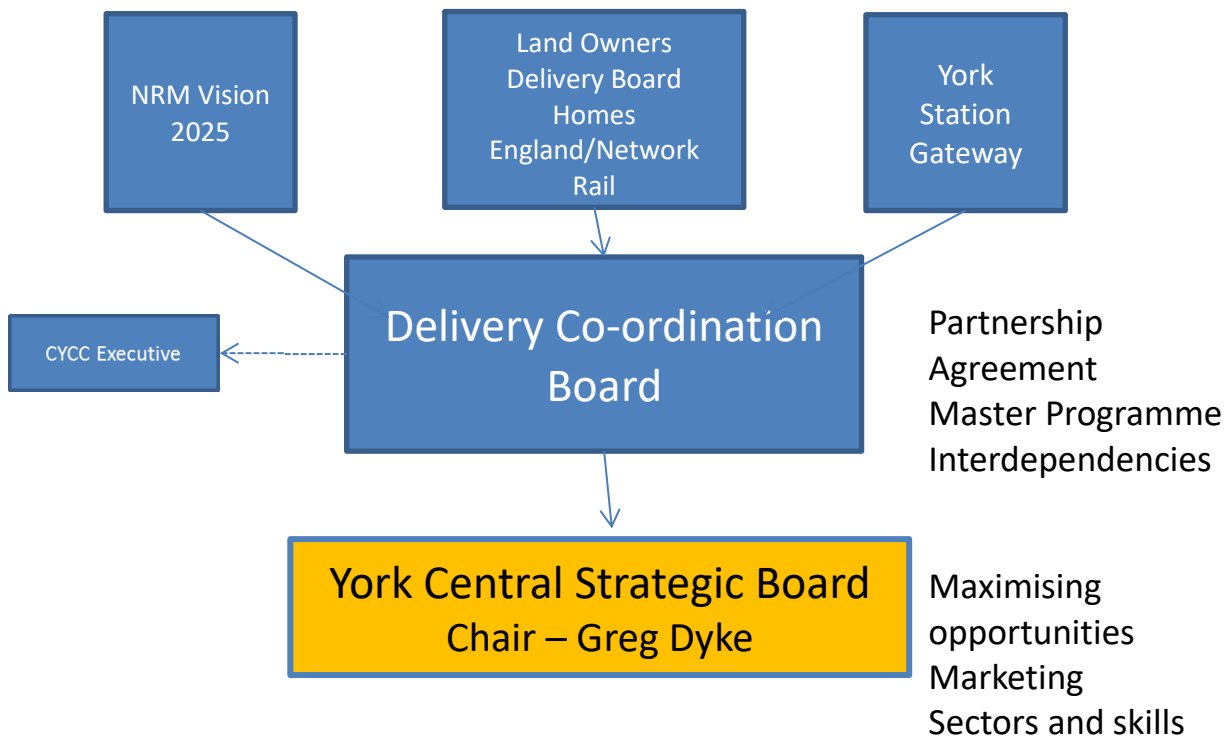 NRM Vision
2025
Land Owners
Delivery Board
Homes
England/Network
Rail
York
Station
Gateway
CYCC Executive
Delivery Co-ordination
Board
Partnership
Agreement
Master Programme
Interdependencies
York Central Strategic Board
Chair – Greg Dyke
Maximising
opportunities
Marketing
Sectors and skills